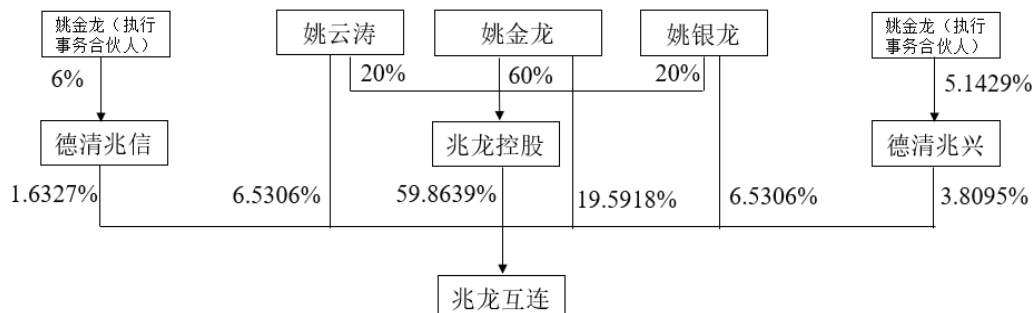 姚金龙（执行
事务合伙人）
姚云涛
姚金龙
姚银龙
姚金龙（执行
事务合伙人）
6%
20%
60%
20%
5.1429%
德清兆信
兆龙控股
德清兆兴
1.6327%
6.5306%
59.8639%
19.5918%
6.5306%
3.8095%
兆龙互连